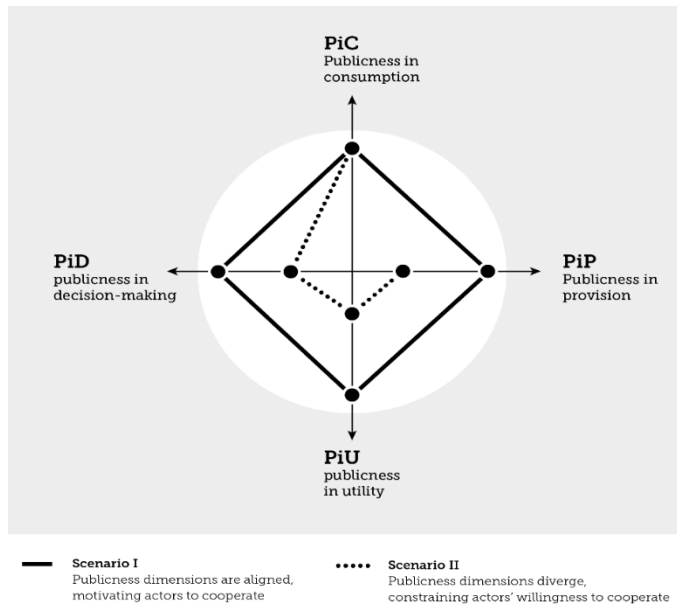 PiC
Publicness in
consumption
PiD
publicness in
decision-making
PiP
Publicness in
provision
PiU
publicness
in utility
Scenario I
Publicness dimensions are aligned,
motivating actors to cooperate
Scenario II
Publicness dimensions diverge,
constraining actors’ willingness to cooperate